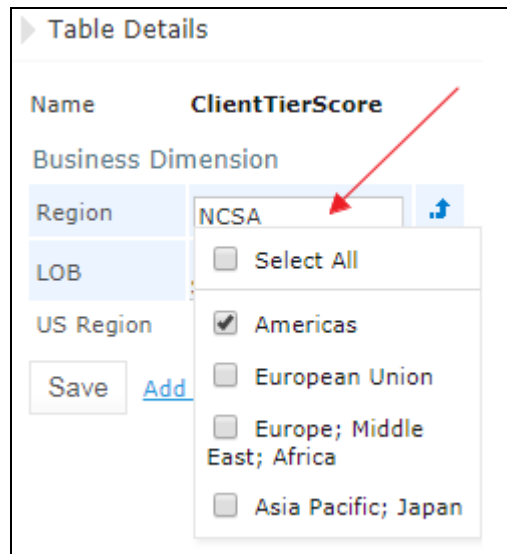 Table Details
Name ClientTierScore
Business Dimension
Region NCSA
LOB
Select All
US Region
Americas
European Union
Save Add
Europe; Middle
East; Africa
Asia Pacific; Japan